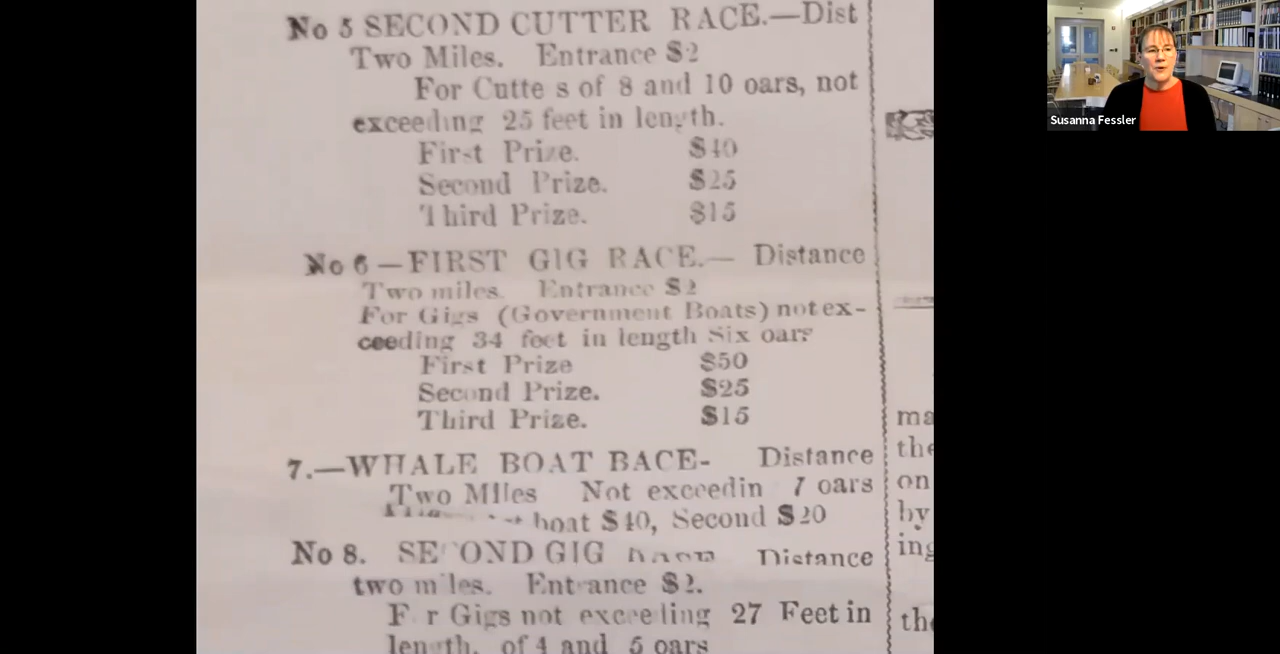 No 5 SECOND CUTTER RACE.—Dist
Two Miles. Entrance $2
For Cutte s of 8 and 10 oars, not
exceeding 25 feet in length.
First Prize. $40
Second Prize. $25
Third Prize. $15
No 6 — FIRST GIG RACE.— Distance
Two miles. Entrance $2
For Gigs (Government Boats) not ex-
ceeding 34 feet in length Six oars
First Prize $50
Second Prize. $25
Third Prize. $15
7.—WHALE BOAT BACE- Distance
Two MIles Not exceedin 7 oars
boat $40, Second $20
No 8. SE OND GIG Distance
two m les. Ent ance $2.
F r Gigs not exceeding 27 Feet in
length, of 4 and 5 oars
ma
the
on
by
ing
the
Susanna Fessler